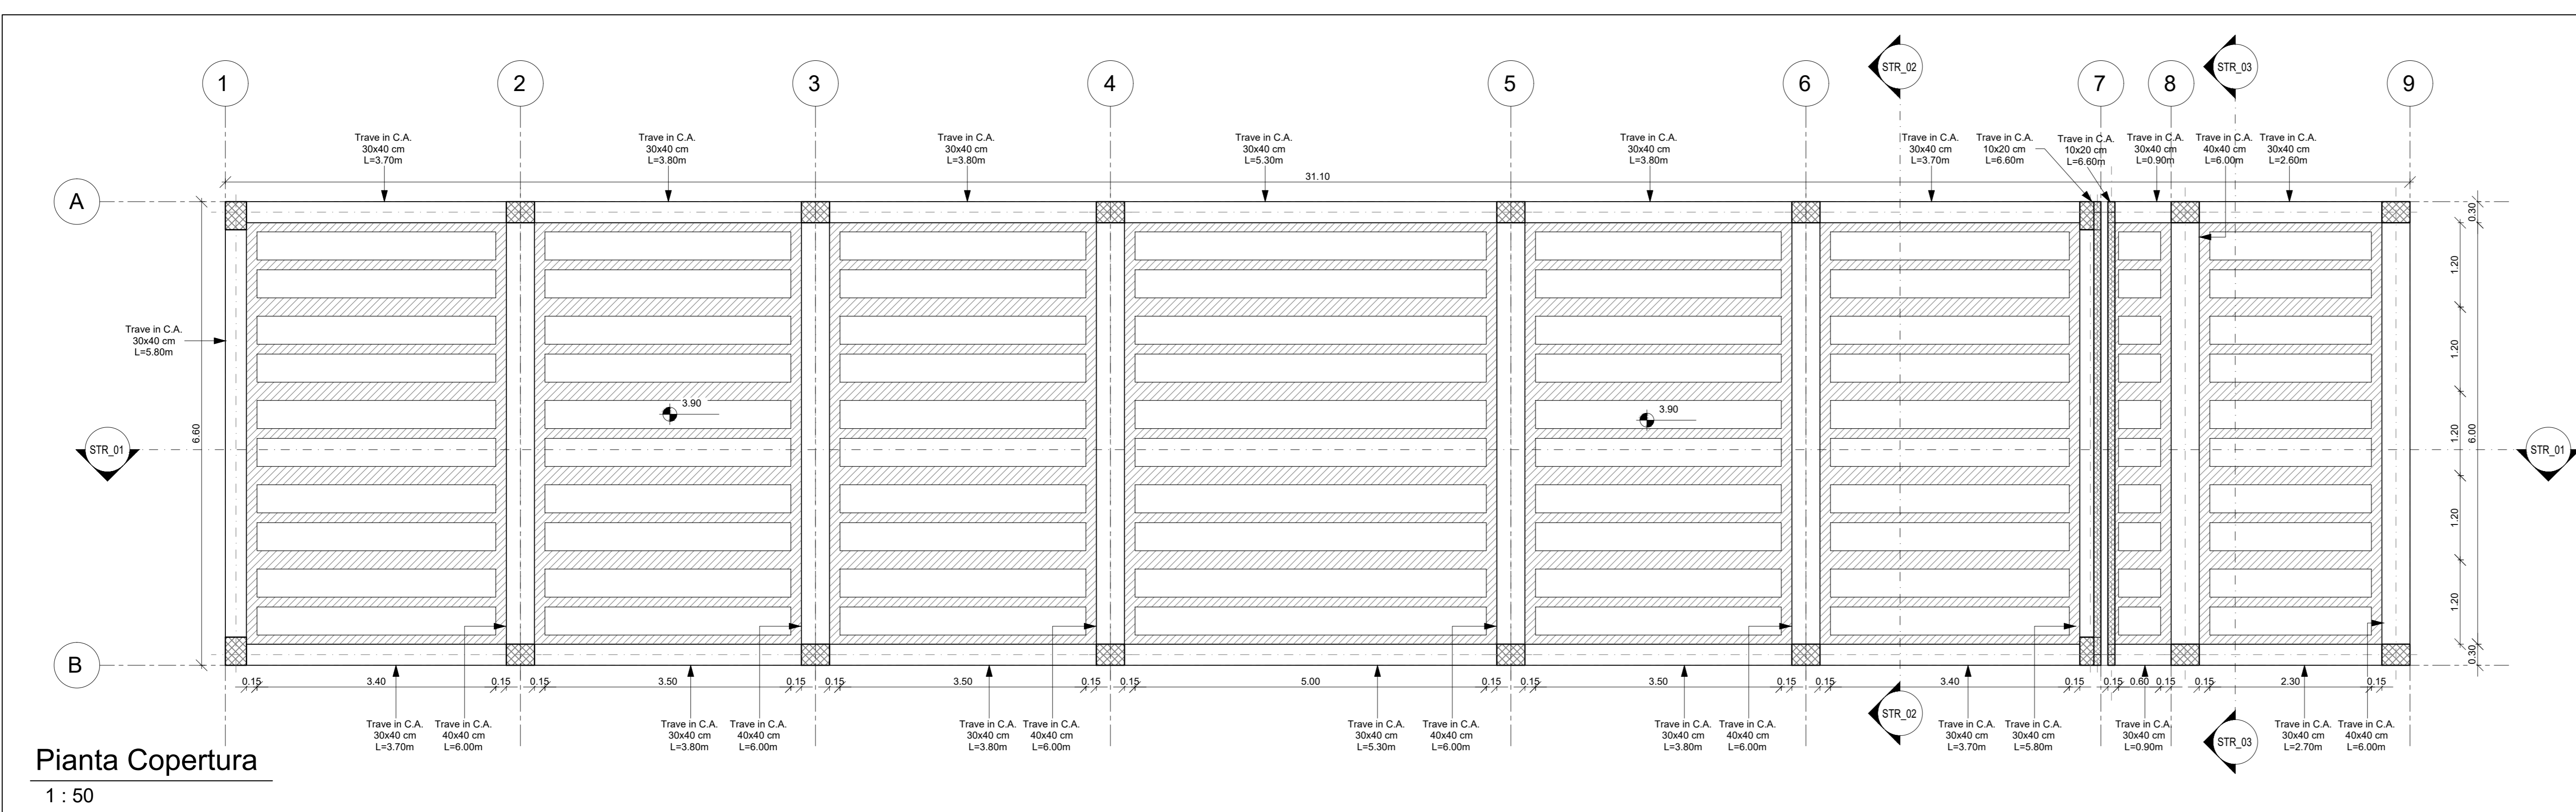 STR_02
STR_03
1
2
3
4
5
6
7
8
9
Trave in C.A.
30x40 cm
L=3.70m
Trave in C.A.
30x40 cm
L=3.80m
Trave in C.A.
30x40 cm
L=3.80m
Trave in C.A.
30x40 cm
L=5.30m
Trave in C.A.
30x40 cm
L=3.80m
Trave in C.A.
30x40 cm
L=3.70m
Trave in C.A.
10x20 cm
L=6.60m
Trave in C.A.
10x20 cm
L=6.60m
Trave in C.A.
30x40 cm
L=0.90m
Trave in C.A.
40x40 cm
L=6.00m
Trave in C.A.
30x40 cm
L=2.60m
31.10
A
0.30
1.20
1.20
1.20
1.20
1.20
6.00
0.30
Trave in C.A.
30x40 cm
L=5.80m
6.60
3.90
3.90
STR_01
STR_01
B
0.15
3.40
0.15
0.15
3.50
0.15
0.15
3.50
0.15
0.15
5.00
0.15
0.15
3.50
0.15
0.15
3.40
0.15
0.15
0.60
0.15
0.15
2.30
0.15
STR_02
STR_03
Trave in C.A.
30x40 cm
L=3.70m
Trave in C.A.
40x40 cm
L=6.00m
Trave in C.A.
30x40 cm
L=3.80m
Trave in C.A.
40x40 cm
L=6.00m
Trave in C.A.
30x40 cm
L=3.80m
Trave in C.A.
40x40 cm
L=6.00m
Trave in C.A.
30x40 cm
L=5.30m
Trave in C.A.
40x40 cm
L=6.00m
Trave in C.A.
30x40 cm
L=3.80m
Trave in C.A.
40x40 cm
L=6.00m
Trave in C.A.
30x40 cm
L=3.70m
Trave in C.A.
30x40 cm
L=5.80m
Trave in C.A.
30x40 cm
L=0.90m
Trave in C.A.
30x40 cm
L=2.70m
Trave in C.A.
40x40 cm
L=6.00m
Pianta Copertura
1 : 50